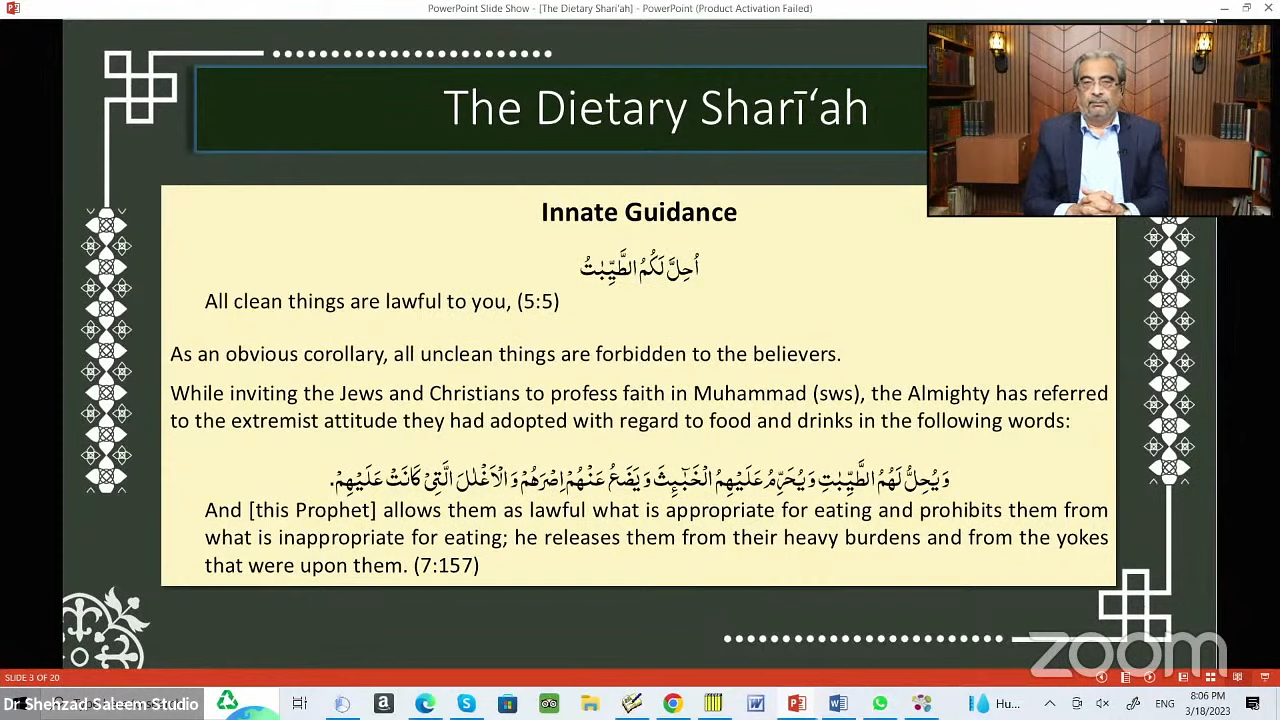 PowerPoint Slide Show - [The Dietary Shari'ah] - PowerPoint (Product Activation Failed)
The Dietary Sharī‘ah
Innate Guidance
اُحِلَّ لَكُمُ الطَّيِّبٰتُ
All clean things are lawful to you, (5:5)
As an obvious corollary, all unclean things are forbidden to the believers.
While inviting the Jews and Christians to profess faith in Muhammad (sws), the Almighty has referred
to the extremist attitude they had adopted with regard to food and drinks in the following words:
وَيُحِلُّ لَهُمُ الطَّيِّبٰتِ وَيُحَرِّمُ عَلَيْهِمُ الْخَبٰٓئِثَ وَيَضَعُ عَنْهُمْ اِصْرَهُمْ وَالْاَغْلٰلَ الَّتِىْ كَانَتْ عَلَيْهِمْ.
And [this Prophet] allows them as lawful what is appropriate for eating and prohibits them from
what is inappropriate for eating; he releases them from their heavy burdens and from the yokes
that were upon them. (7:157)
zoom
SLIDE 3 OF 20
Dr Shehzad Saleem Studio
Hu...
ENG
8:06 PM
3/18/2023